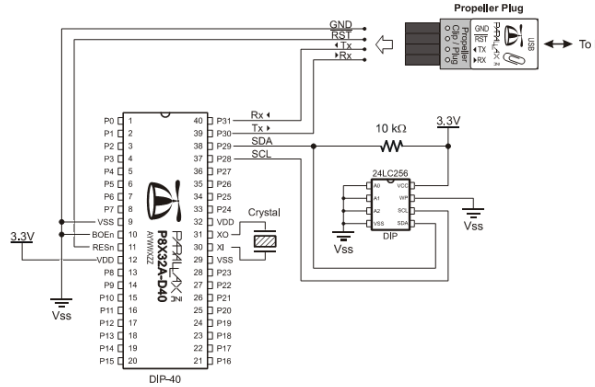 Propeller Plug
GND
RST
Tx
Rx
Propeller
Clip / Plug
GND
RST
TX
RX
PARALLAX
USB
To
P0 1 40 P31 Rx
P1 2 39 P30 Tx
P2 3 38 P29 SDA
P3 4 37 P28 SCL
P4 5 36 P27
P5 6 35 P26
P6 7 34 P25
P7 8 33 P24
VSS 9 32 VDD
BOEn 10 31 XO
RESn 11 30 XI
VDD 12 29 VSS
P8 13 28 P23
P9 14 27 P22
P10 15 26 P21
P11 16 25 P20
P12 17 24 P19
P13 18 23 P18
P14 19 22 P17
P15 20 21 P16
PARALLAX
P8X32A-D40
AYWWXZZ
DIP-40
3.3V
Vss
Crystal
10 kΩ
3.3V
24LC256
A0 VCC
A1 WP
A2 SCL
VSS SDA
DIP
Vss
Vss